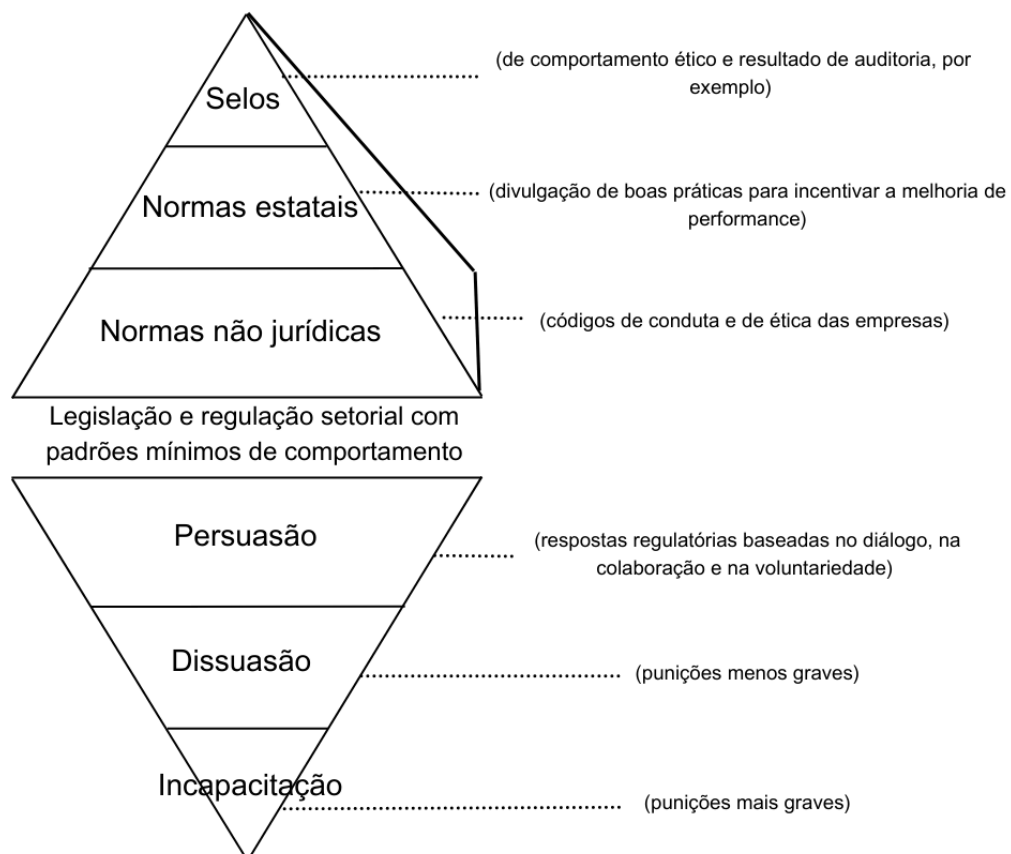 (de comportamento ético e resultado de auditoria, por
exemplo)
Selos
Normas estatais
(divulgação de boas práticas para incentivar a melhoria de
performance)
Normas não jurídicas
(códigos de conduta e de ética das empresas)
Legislação e regulação setorial com
padrões mínimos de comportamento
Persuasão
(respostas regulatórias baseadas no diálogo, na
colaboração e na voluntariedade)
Dissuasão
(punições menos graves)
Incapacitação
(punições mais graves)